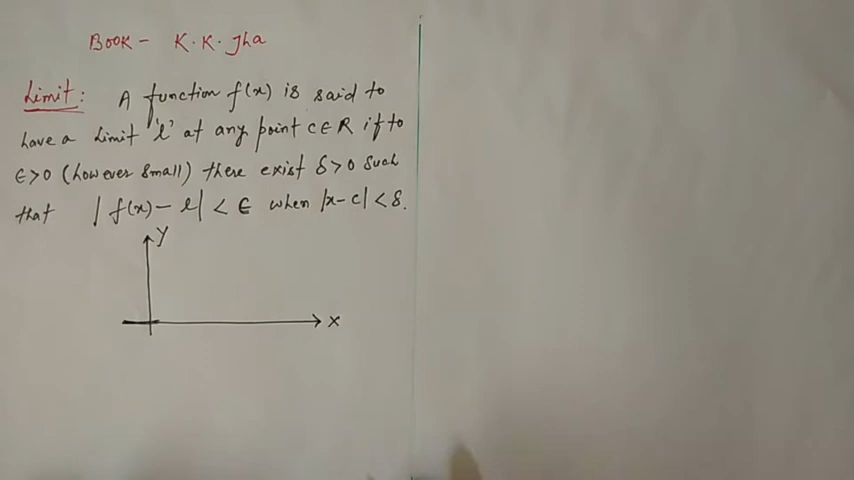 Book - K.K. Jha
Limit: A function f(x) is said to
have a limit 'l' at any point c∈R if to
ϵ>0 (however small) there exist δ>0 such
that |f(x)-l| < ϵ when |x-c| < δ.
Y
X